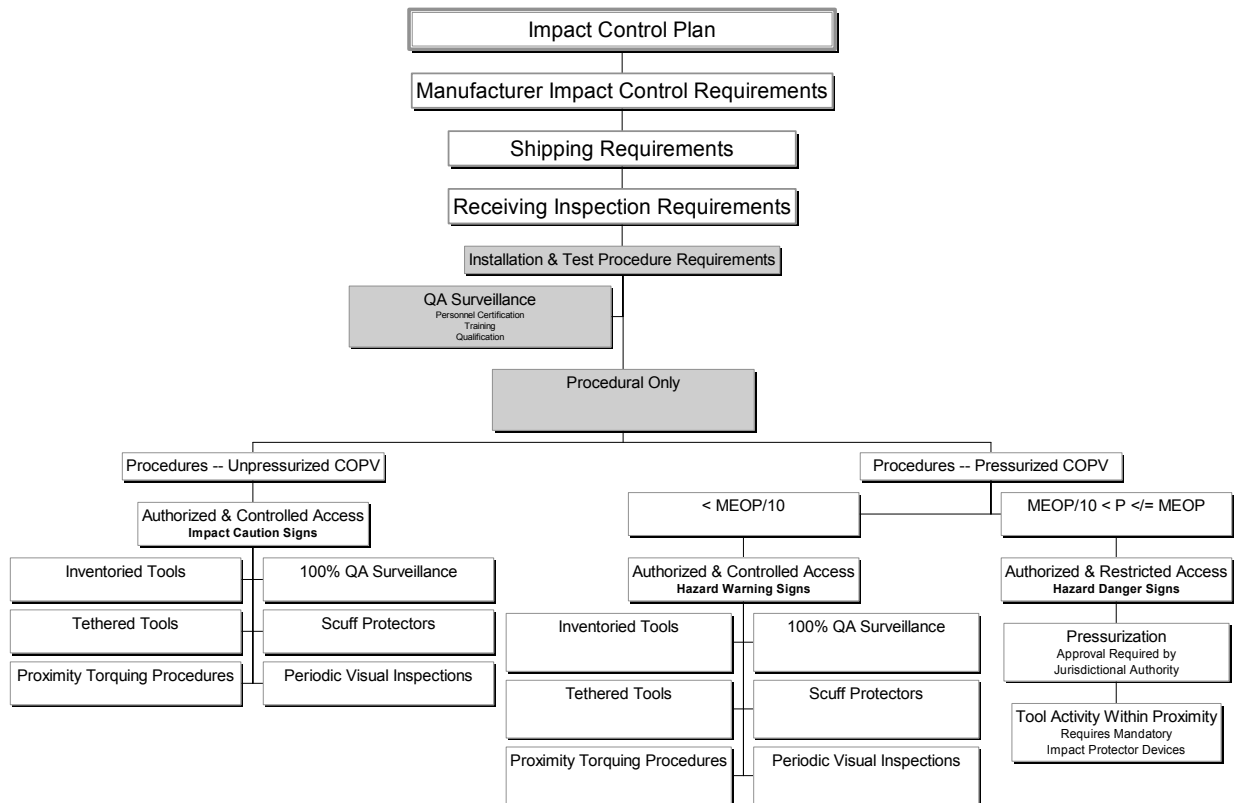 Impact Control Plan
Manufacturer Impact Control Requirements
Shipping Requirements
Receiving Inspection Requirements
Installation & Test Procedure Requirements
QA Surveillance
Personnel Certification
Training
Qualification
Procedural Only
Procedures -- Unpressurized COPV
Authorized & Controlled Access
Impact Caution Signs
Inventoried Tools
100% QA Surveillance
Tethered Tools
Scuff Protectors
Proximity Torquing Procedures
Periodic Visual Inspections
Procedures -- Pressurized COPV
< MEOP/10
Authorized & Controlled Access
Hazard Warning Signs
Inventoried Tools
100% QA Surveillance
Tethered Tools
Scuff Protectors
Proximity Torquing Procedures
Periodic Visual Inspections
MEOP/10 < P </= MEOP
Authorized & Restricted Access
Hazard Danger Signs
Pressurization
Approval Required by
Jurisdictional Authority
Tool Activity Within Proximity
Requires Mandatory
Impact Protector Devices